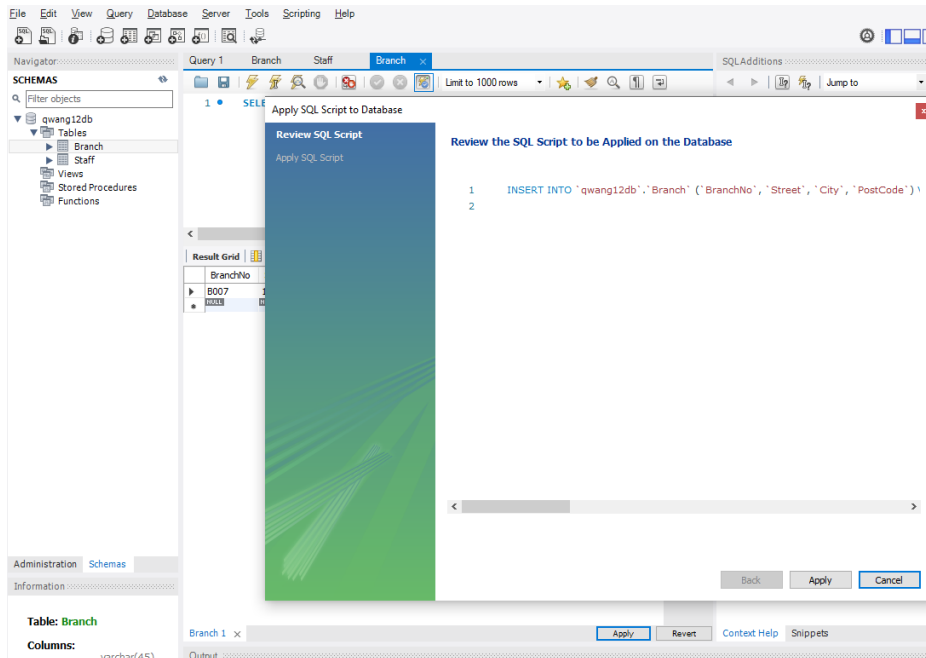 File Edit View Query Database Server Tools Scripting Help
Navigator
SCHEMAS
Filter objects
qwang12db
Tables
Branch
Staff
Views
Stored Procedures
Functions
Administration Schemas
Information
Table: Branch
Columns:
varchar(45)
Query 1 Branch Staff Branch
Limit to 1000 rows
1 SELE
Result Grid
BranchNo
B007 1
NULL
Branch 1
Apply Revert
Output
SQLAdditions
Jump to
Context Help Snippets
Apply SQL Script to Database
Review SQL Script
Apply SQL Script
Review the SQL Script to be Applied on the Database
1 INSERT INTO `qwang12db`.`Branch` (`BranchNo`, `Street`, `City`, `PostCode`)
2
Back Apply Cancel